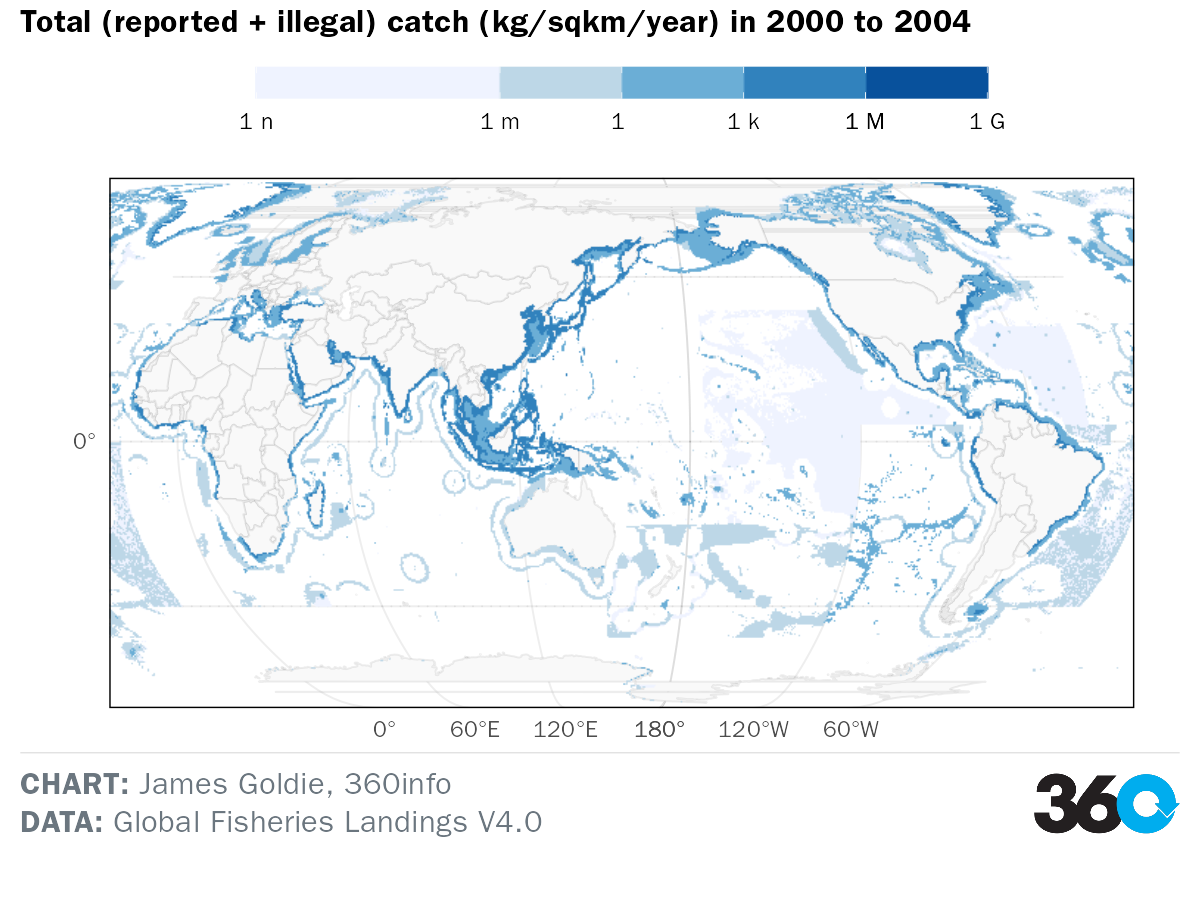 Total (reported + illegal) catch (kg/sqkm/year) in 2000 to 2004
1 n 1 m 1 1 k 1 M 1 G
0°
0° 60°E 120°E 180° 120°W 60°W
CHART: James Goldie, 360info
DATA: Global Fisheries Landings V4.0
360